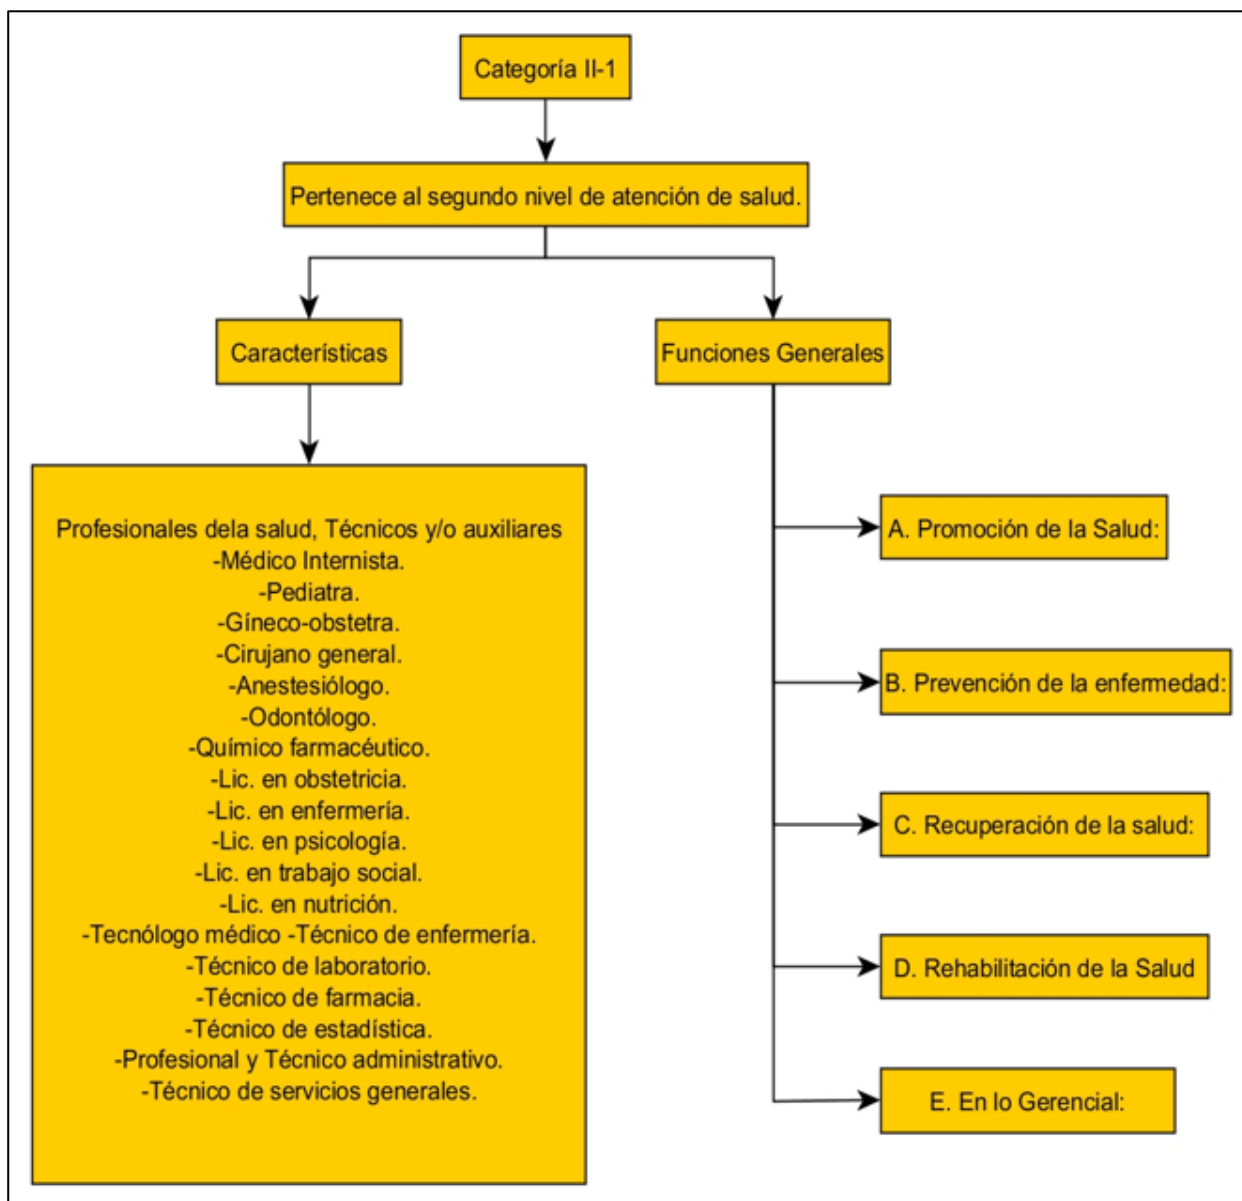 Categoría II-1
Pertenece al segundo nivel de atención de salud.
Características
Funciones Generales
Profesionales dela salud, Técnicos y/o auxiliares
-Médico Internista.
-Pediatra.
-Gíneco-obstetra.
-Cirujano general.
-Anestesiólogo.
-Odontólogo.
-Químico farmacéutico.
-Lic. en obstetricia.
-Lic. en enfermería.
-Lic. en psicología.
-Lic. en trabajo social.
-Lic. en nutrición.
-Tecnólogo médico -Técnico de enfermería.
-Técnico de laboratorio.
-Técnico de farmacia.
-Técnico de estadística.
-Profesional y Técnico administrativo.
-Técnico de servicios generales.
A. Promoción de la Salud:
B. Prevención de la enfermedad:
C. Recuperación de la salud:
D. Rehabilitación de la Salud
E. En lo Gerencial: